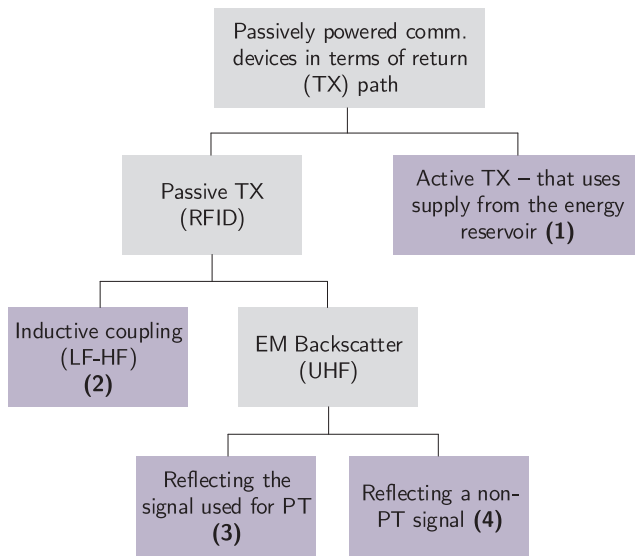 Passively powered comm.
devices in terms of return
(TX) path
Passive TX
(RFID)
Active TX – that uses
supply from the energy
reservoir (1)
Inductive coupling
(LF-HF)
(2)
EM Backscatter
(UHF)
Reflecting the
signal used for PT
(3)
Reflecting a non-
PT signal (4)